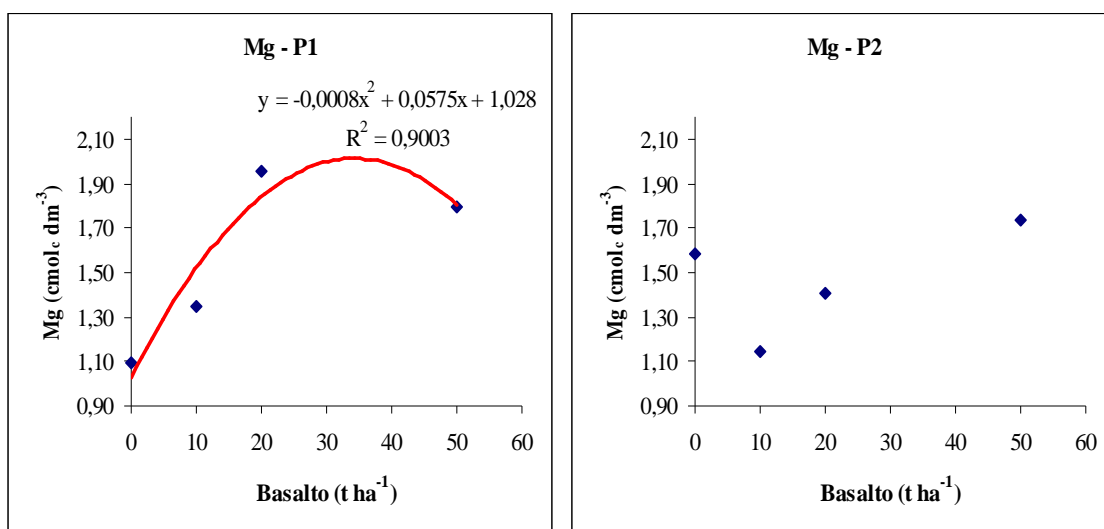 Mg - P1
y = -0,0008x² + 0,0575x + 1,028
R² = 0,9003
2,10
1,90
1,70
1,50
1,30
1,10
0,90
Mg (cmolc dm⁻³)
0 10 20 30 40 50 60
Basalto (t ha⁻¹)
Mg - P2
2,10
1,90
1,70
1,50
1,30
1,10
0,90
Mg (cmolc dm⁻³)
0 10 20 30 40 50 60
Basalto (t ha⁻¹)